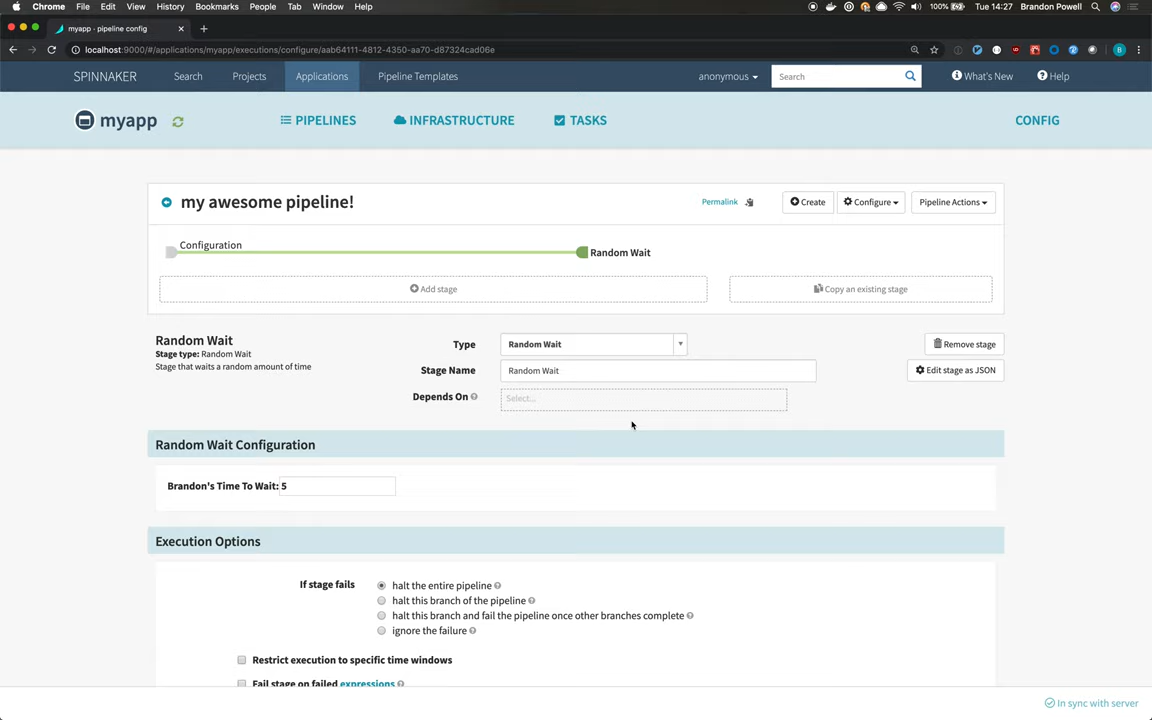 Chrome File Edit View History Bookmarks People Tab Window Help 100% Tue 14:27 Brandon Powell
myapp · pipeline config
localhost:9000/#/applications/myapp/executions/configure/aab64111-4812-4350-aa70-d87324cad06e
SPINNAKER Search Projects Applications Pipeline Templates anonymous Search What's New Help
myapp PIPELINES INFRASTRUCTURE TASKS CONFIG
my awesome pipeline! Permalink Create Configure Pipeline Actions
Configuration
Random Wait
Add stage Copy an existing stage
Random Wait
Stage type: Random Wait
Stage that waits a random amount of time
Type Random Wait Remove stage
Stage Name Random Wait Edit stage as JSON
Depends On Select...
Random Wait Configuration
Brandon's Time To Wait: 5
Execution Options
If stage fails halt the entire pipeline
halt this branch of the pipeline
halt this branch and fail the pipeline once other branches complete
ignore the failure
Restrict execution to specific time windows
Fail stage on failed expressions
In sync with server